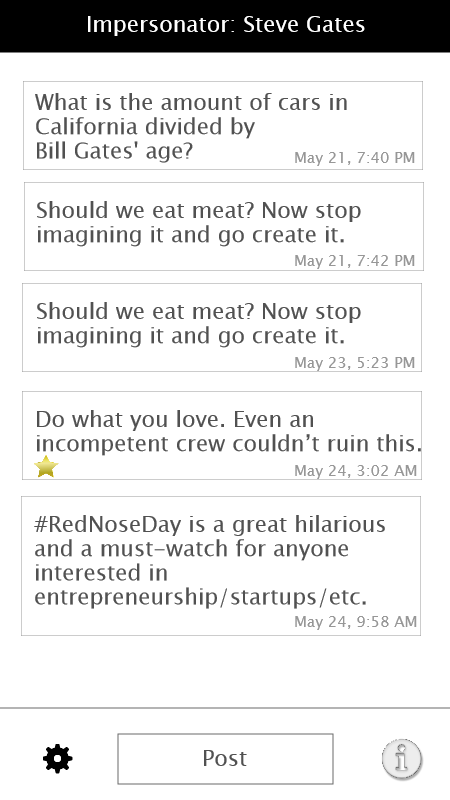 Impersonator: Steve Gates
What is the amount of cars in
California divided by
Bill Gates' age?
May 21, 7:40 PM
Should we eat meat? Now stop
imagining it and go create it.
May 21, 7:42 PM
Should we eat meat? Now stop
imagining it and go create it.
May 23, 5:23 PM
Do what you love. Even an
incompetent crew couldn’t ruin this.
May 24, 3:02 AM
#RedNoseDay is a great hilarious
and a must-watch for anyone
interested in
entrepreneurship/startups/etc.
May 24, 9:58 AM
Post